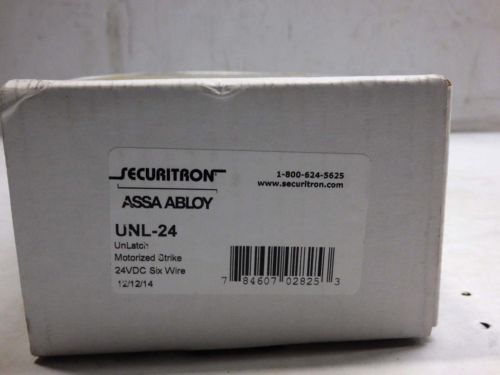 SECURITRON
ASSA ABLOY
1-800-624-5625
www.securitron.com
UNL-24
UnLatch
Motorized Strike
24VDC Six Wire
12/12/14
7 84607 02825 3